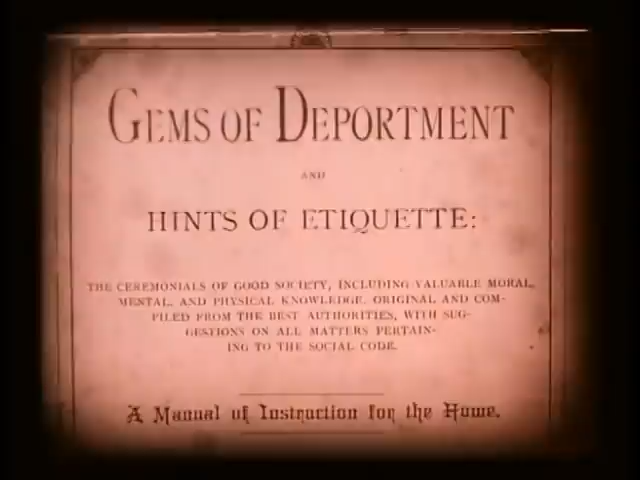 GEMS OF DEPORTMENT
AND
HINTS OF ETIQUETTE:
THE CEREMONIALS OF GOOD SOCIETY, INCLUDING VALUABLE MORAL,
MENTAL, AND PHYSICAL KNOWLEDGE, ORIGINAL AND COM-
PILED FROM THE BEST AUTHORITIES, WITH SUG-
GESTIONS ON ALL MATTERS PERTAIN-
ING TO THE SOCIAL CODE.
A Manual of Instruction for the Home.